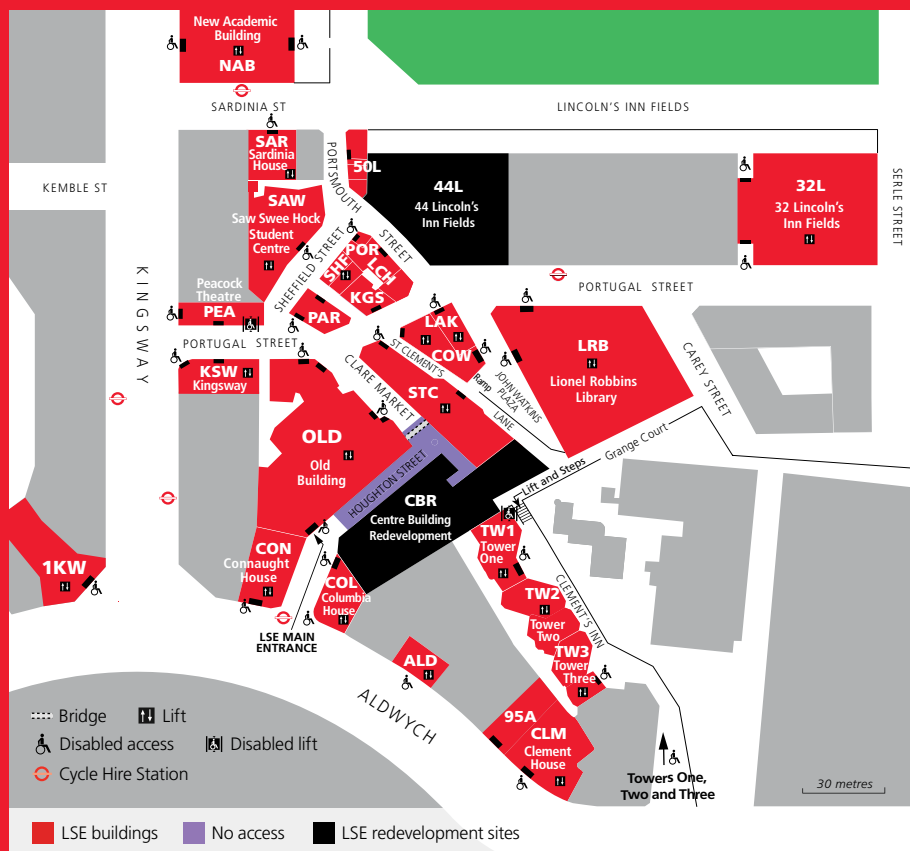 New Academic
Building
NAB
SARDINIA ST
LINCOLN'S INN FIELDS
SAR
Sardinia
House
PORTSMOUTH
STREET
50L
44L
44 Lincoln's
Inn Fields
32L
32 Lincoln's
Inn Fields
SERLE STREET
KEMBLE ST
SAW
Saw Swee Hock
Student
Centre
SHEFFIELD STREET
POR
SHF
LCH
KGS
KINGSWAY
Peacock
Theatre
PEA
PAR
PORTUGAL STREET
PORTUGAL STREET
LAK
COW
ST CLEMENT'S
LANE
Ramp
JOHN WATKINS
PLAZA
LRB
Lionel Robbins
Library
CAREY STREET
KSW
Kingsway
CLARE MARKET
STC
OLD
Old
Building
HOUGHTON STREET
Grange Court
Lift and Steps
CBR
Centre Building
Redevelopment
TW1
Tower
One
CON
Connaught
House
1KW
COL
Columbia
House
TW2
Tower
Two
CLEMENT'S INN
LSE MAIN
ENTRANCE
TW3
Tower
Three
ALD
ALDWYCH
95A
CLM
Clement
House
Towers One,
Two and Three
30 metres
Bridge
Lift
Disabled access
Disabled lift
Cycle Hire Station
LSE buildings
No access
LSE redevelopment sites